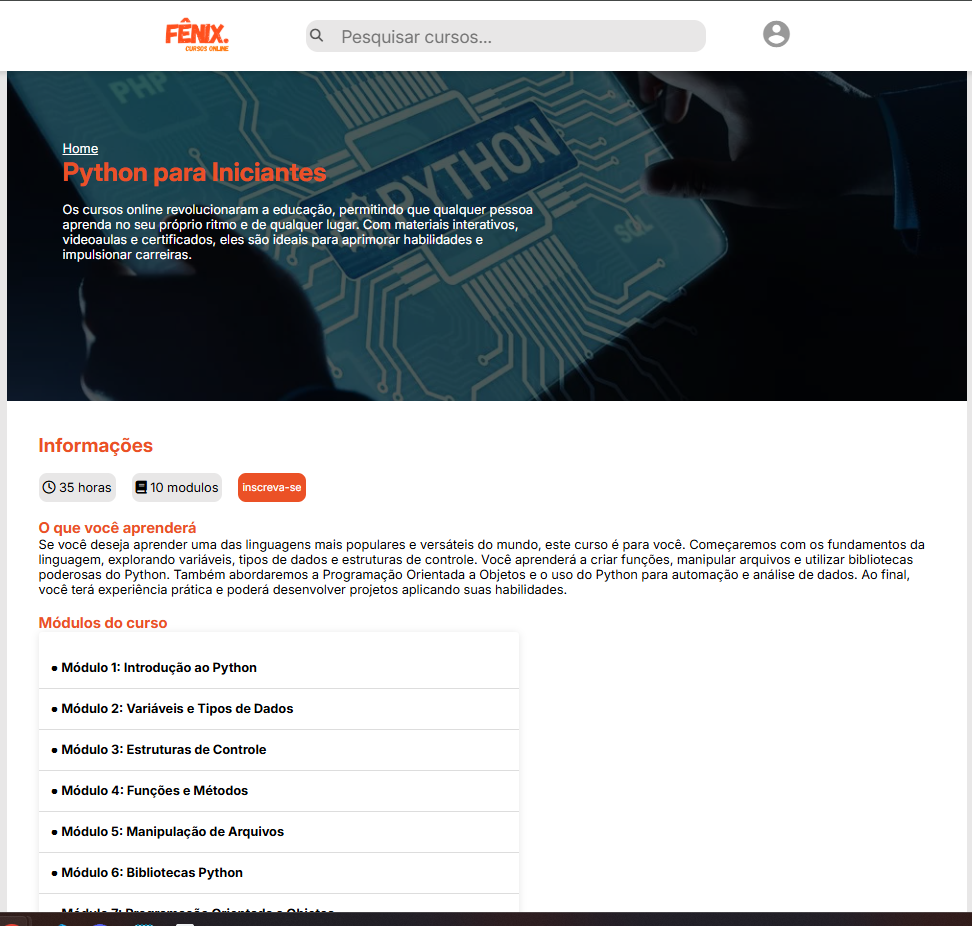 FÊNIX.
CURSOS ONLINE
Pesquisar cursos...
PHP
PYTHON
SQL
Home
Python para Iniciantes
Os cursos online revolucionaram a educação, permitindo que qualquer pessoa
aprenda no seu próprio ritmo e de qualquer lugar. Com materiais interativos,
videoaulas e certificados, eles são ideais para aprimorar habilidades e
impulsionar carreiras.
Informações
35 horas
10 modulos
inscreva-se
O que você aprenderá
Se você deseja aprender uma das linguagens mais populares e versáteis do mundo, este curso é para você. Começaremos com os fundamentos da
linguagem, explorando variáveis, tipos de dados e estruturas de controle. Você aprenderá a criar funções, manipular arquivos e utilizar bibliotecas
poderosas do Python. Também abordaremos a Programação Orientada a Objetos e o uso do Python para automação e análise de dados. Ao final,
você terá experiência prática e poderá desenvolver projetos aplicando suas habilidades.
Módulos do curso
● Módulo 1: Introdução ao Python
● Módulo 2: Variáveis e Tipos de Dados
● Módulo 3: Estruturas de Controle
● Módulo 4: Funções e Métodos
● Módulo 5: Manipulação de Arquivos
● Módulo 6: Bibliotecas Python
● Módulo 7: Programação Orientada a Objetos